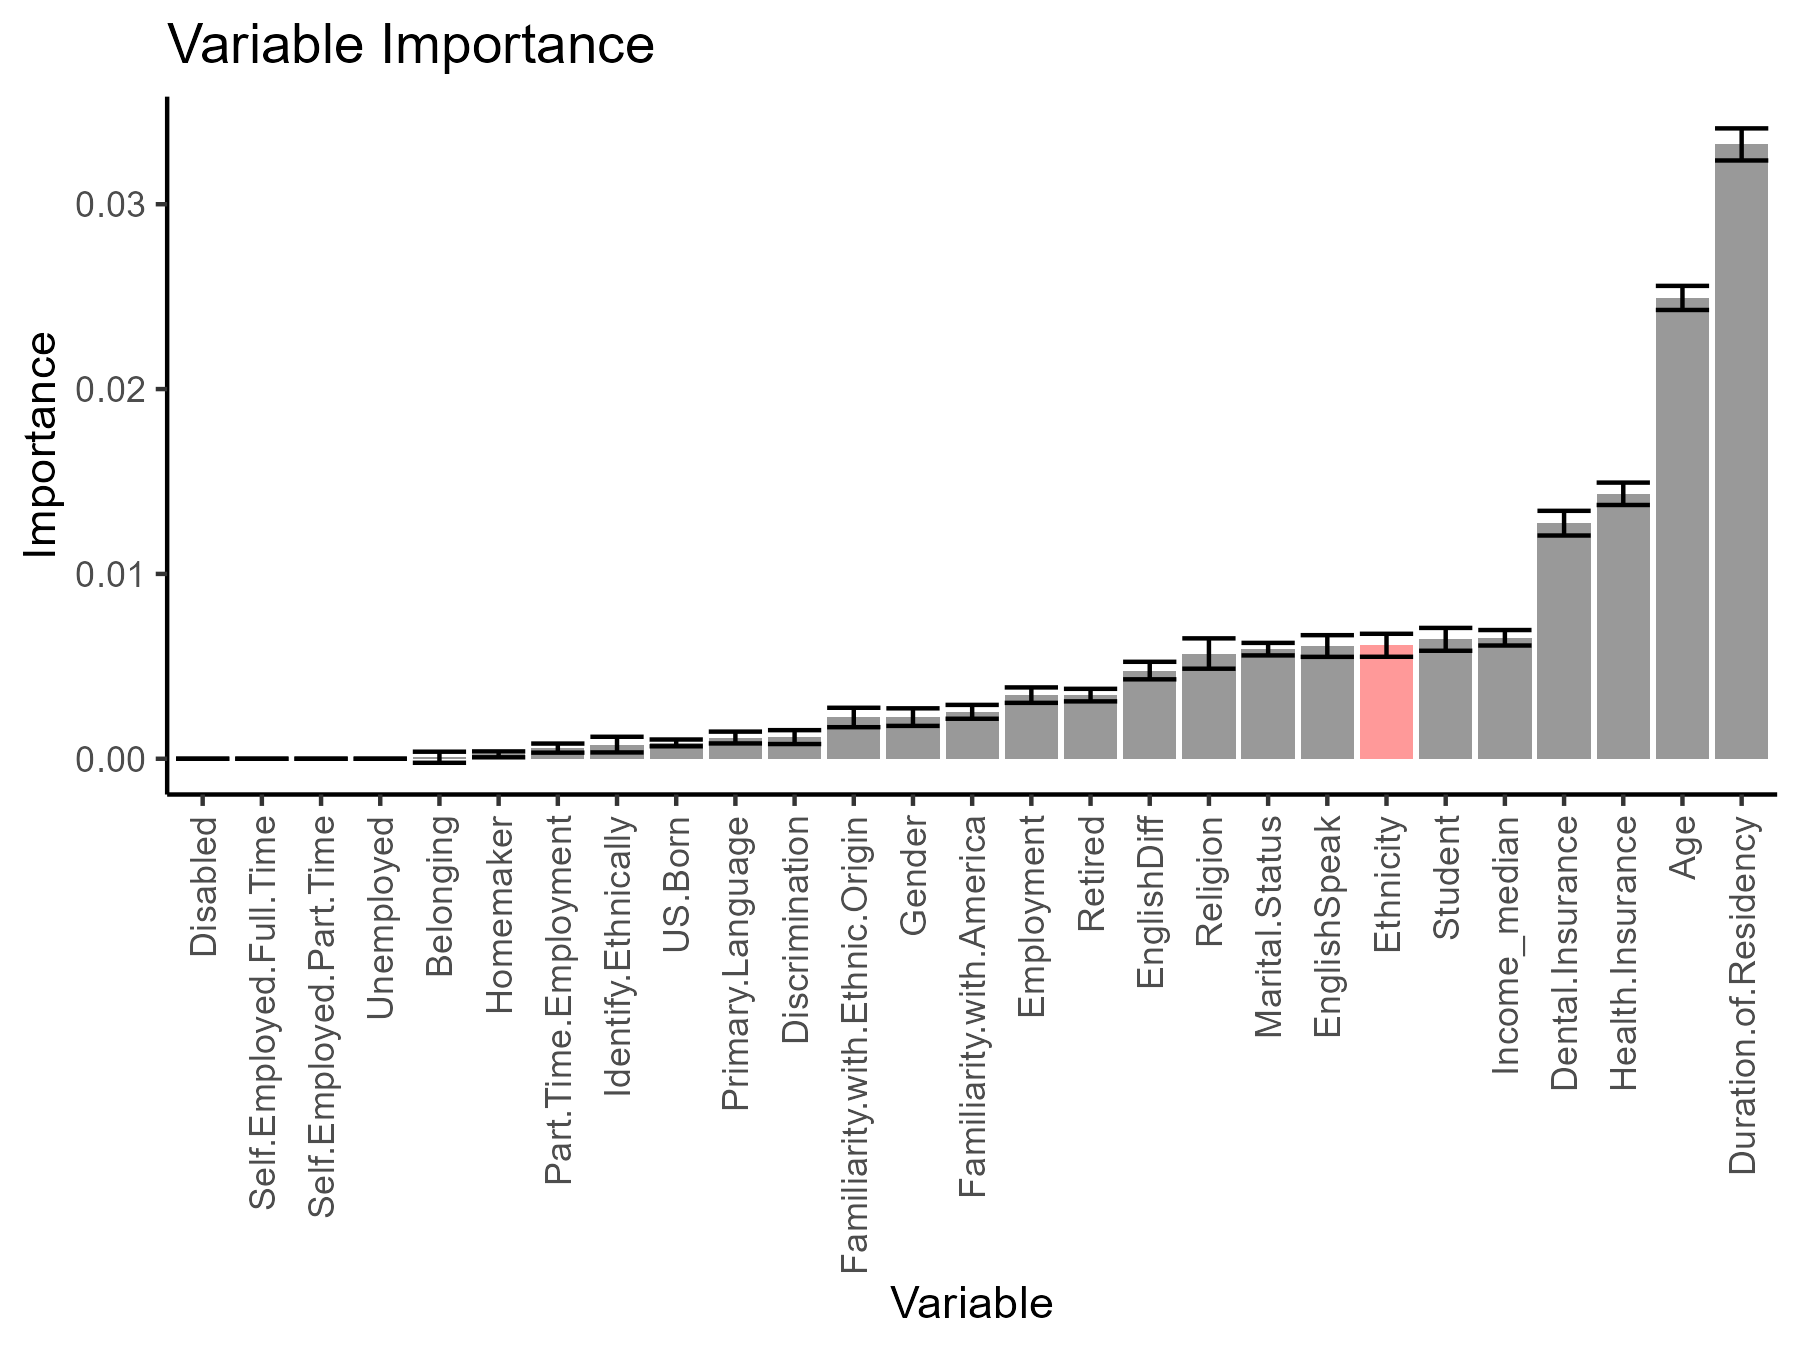 Variable Importance
Importance
0.03
0.02
0.01
0.00
Disabled
Self.Employed.Full.Time
Self.Employed.Part.Time
Unemployed
Belonging
Homemaker
Part.Time.Employment
Identify.Ethnically
US.Born
Primary.Language
Discrimination
Familiarity.with.Ethnic.Origin
Gender
Familiarity.with.America
Employment
Retired
EnglishDiff
Religion
Marital.Status
EnglishSpeak
Ethnicity
Student
Income_median
Dental.Insurance
Health.Insurance
Age
Duration.of.Residency
Variable